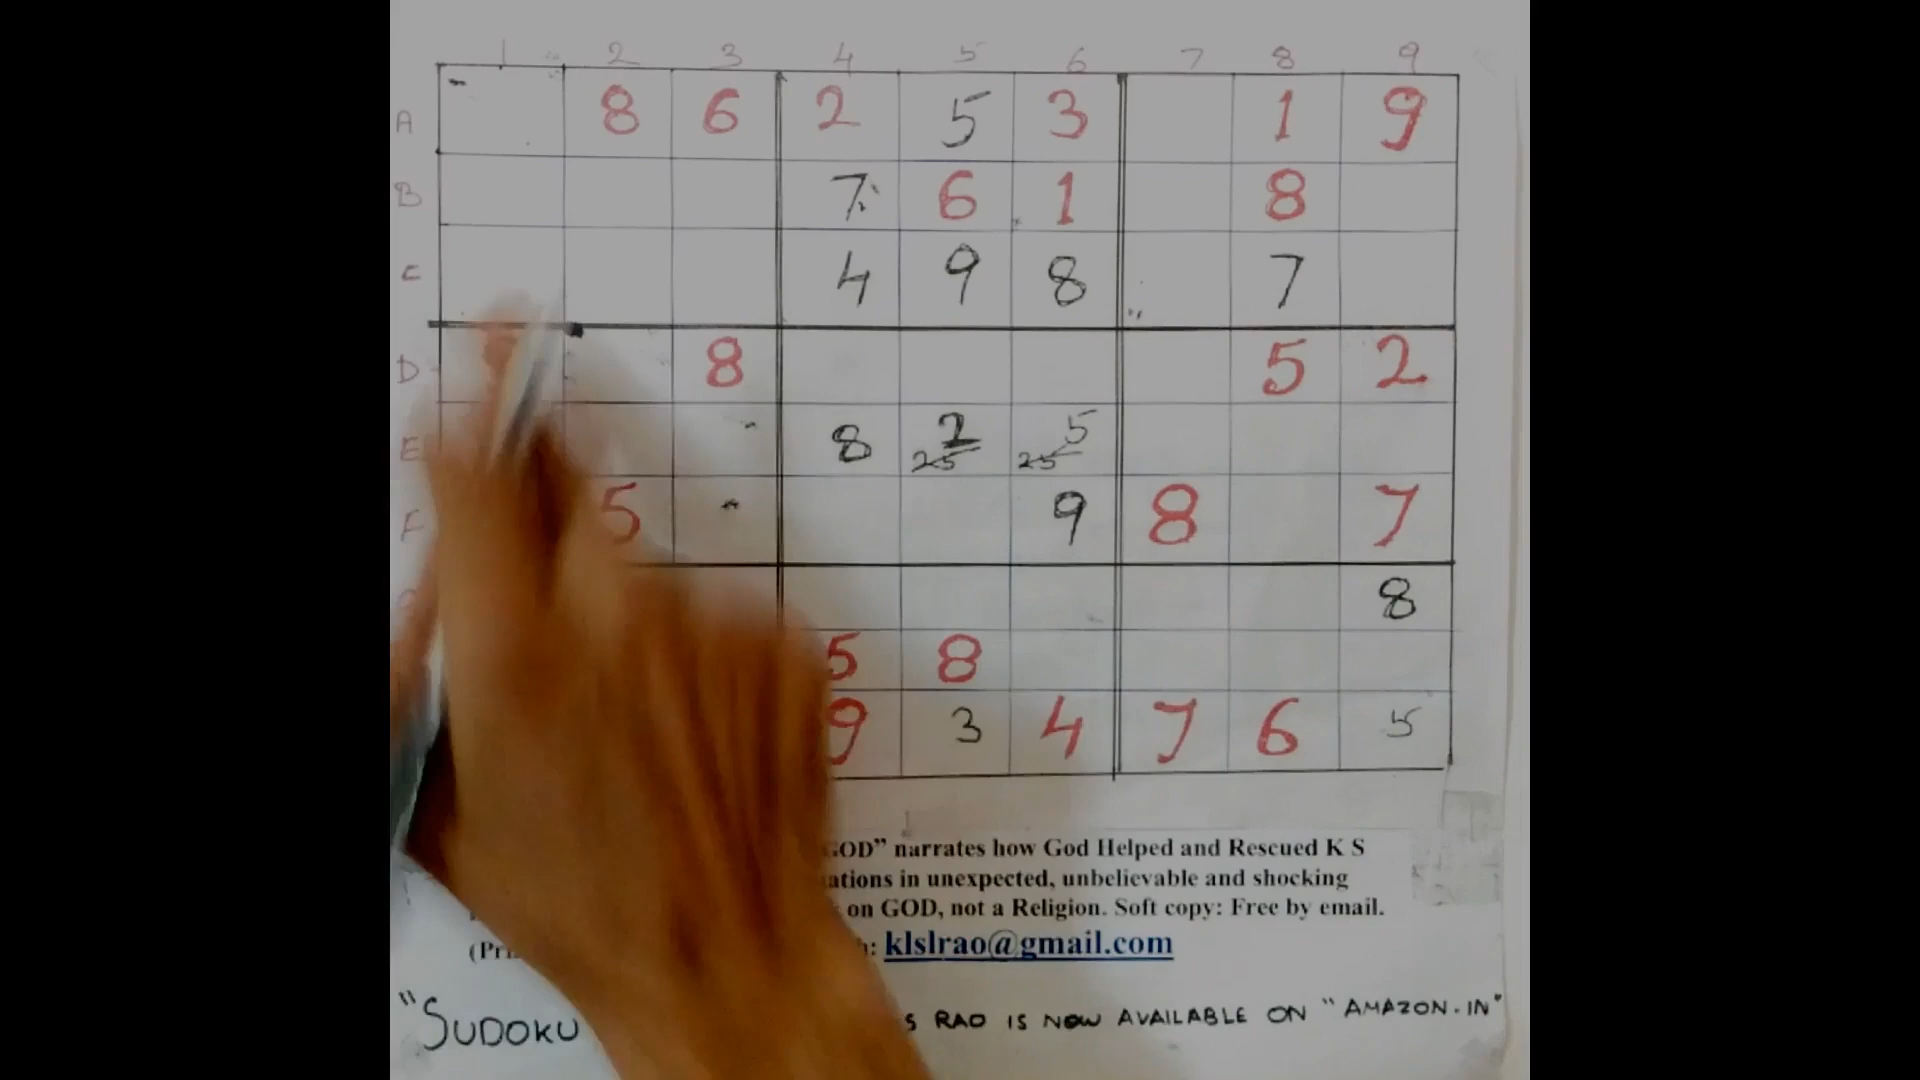 1 2 3 4 5 6 7 8 9
A 8 6 2 5 3 1 9
B 7 6 1 8
C 4 9 8 7
D 8 5 2
E 8 2 5
25 25
F 5 9 8 7
8
5 8
9 3 4 7 6 5
GOD” narrates how God Helped and Rescued K S
ations in unexpected, unbelievable and shocking
on GOD, not a Religion. Soft copy: Free by email.
(Pri : klslrao@gmail.com
"SUDOKU S RAO IS NOW AVAILABLE ON "AMAZON.IN"